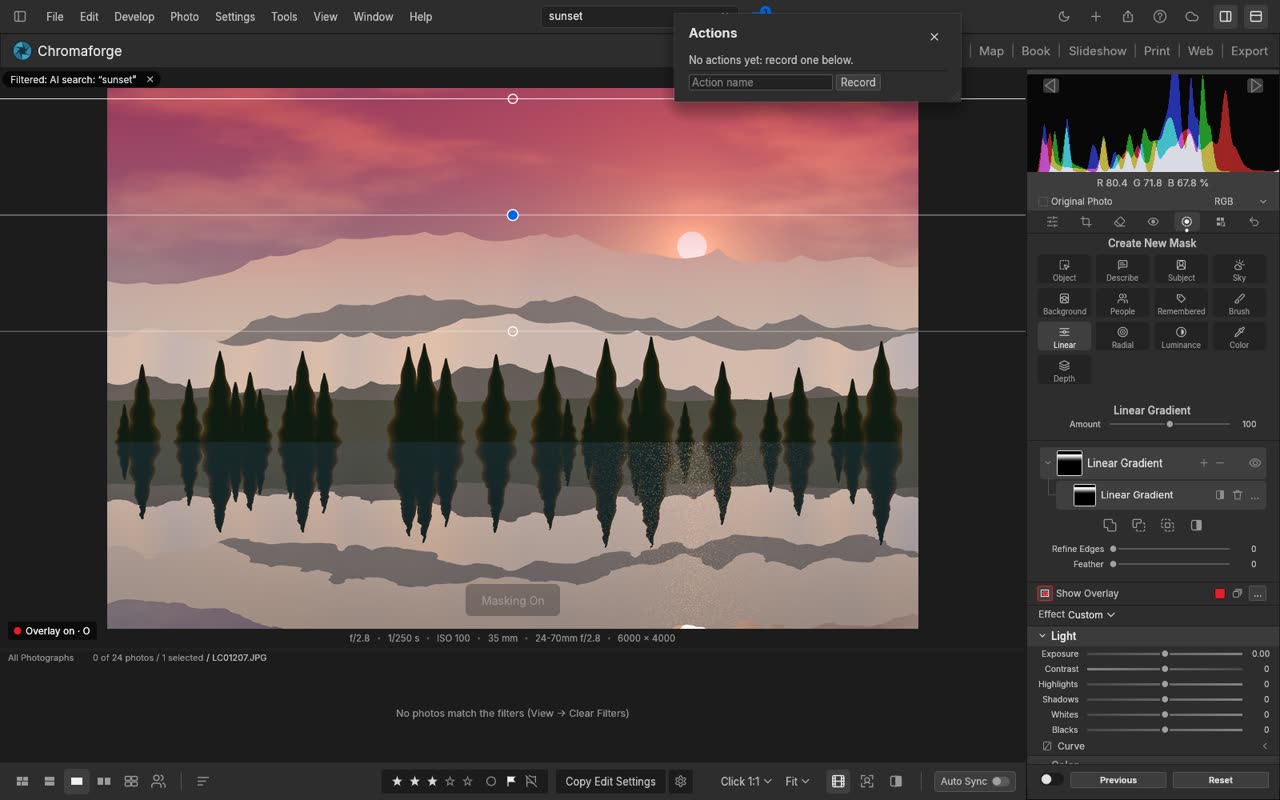 File Edit Develop Photo Settings Tools View Window Help
sunset
Chromaforge
Map | Book | Slideshow | Print | Web | Export
Actions
No actions yet: record one below.
Action name
Record
Filtered: AI search: “sunset”
R 80.4 G 71.8 B 67.8 %
Original Photo
RGB
Create New Mask
Object Describe Subject Sky
Background People Remembered Brush
Linear Radial Luminance Color
Depth
Linear Gradient
Amount 100
Linear Gradient
Linear Gradient
Refine Edges 0
Feather 0
Show Overlay
Effect Custom
Light
Exposure 0.00
Contrast 0
Highlights 0
Shadows 0
Whites 0
Blacks 0
Curve
Masking On
Overlay on · O
f/2.8 · 1/250 s · ISO 100 · 35 mm · 24-70mm f/2.8 · 6000 × 4000
All Photographs 0 of 24 photos / 1 selected / LC01207.JPG
No photos match the filters (View → Clear Filters)
Copy Edit Settings
Click 1:1
Fit
Auto Sync
Previous
Reset